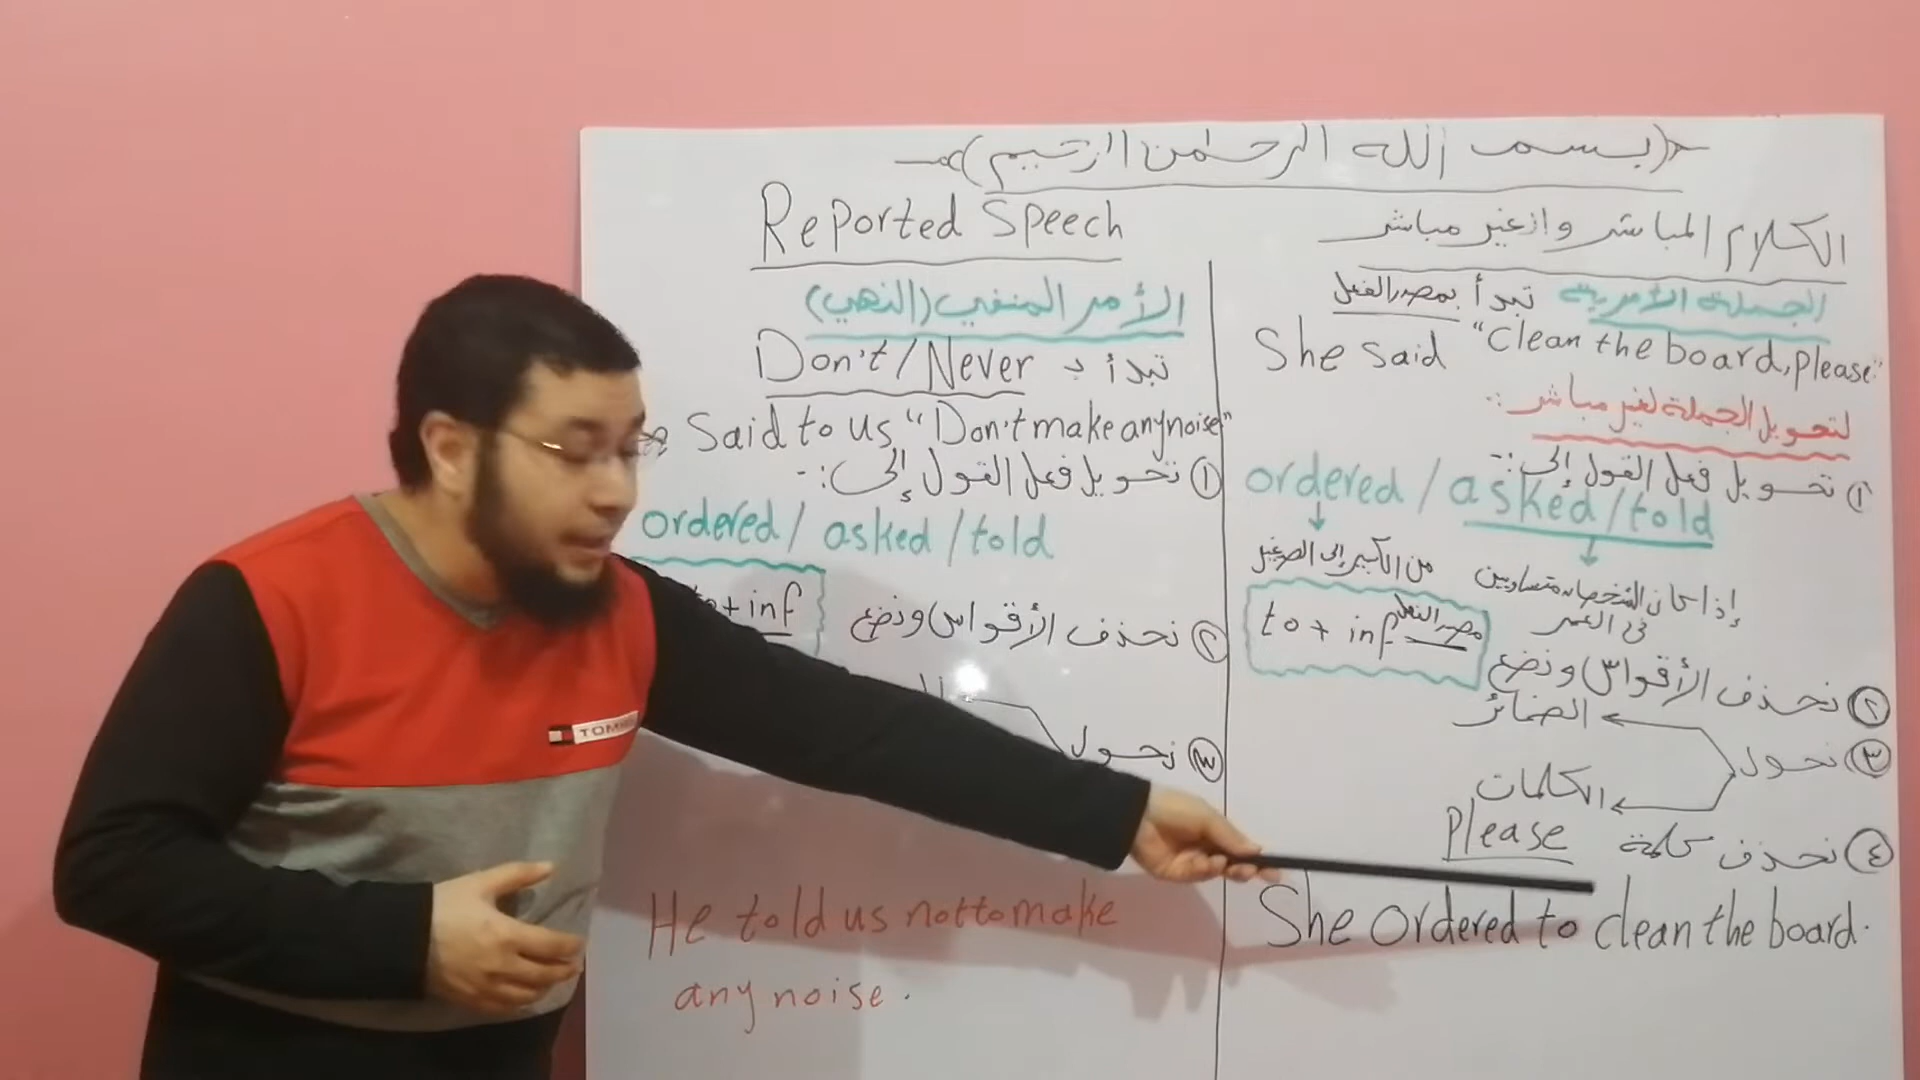 بسم الله الرحمن الرحيم
Reported Speech
الكلام المباشر والغير مباشر
الجملة الأمرية تبدأ بمصدر الفعل
She said "Clean the board, please"
لتحويل الجملة لغير مباشر :-
① تحويل فعل القول إلى :-
ordered / asked / told
من الكبير إلى الصغير
إذا كان الشخصان متساويين
في العمر
to + inf مصدر الفعل
② نحذف الأقواس ونضع
③ نحول
الضمائر
الكلمات
④ نحذف كلمة Please
She ordered to clean the board.
الأمر المنفي (النهي)
تبدأ بـ Don't / Never
Said to us "Don't make any noise"
① تحويل فعل القول إلى :-
ordered / asked / told
② نحذف الأقواس ونضع
+ inf
③ نحول
He told us not to make
any noise.
TOMM